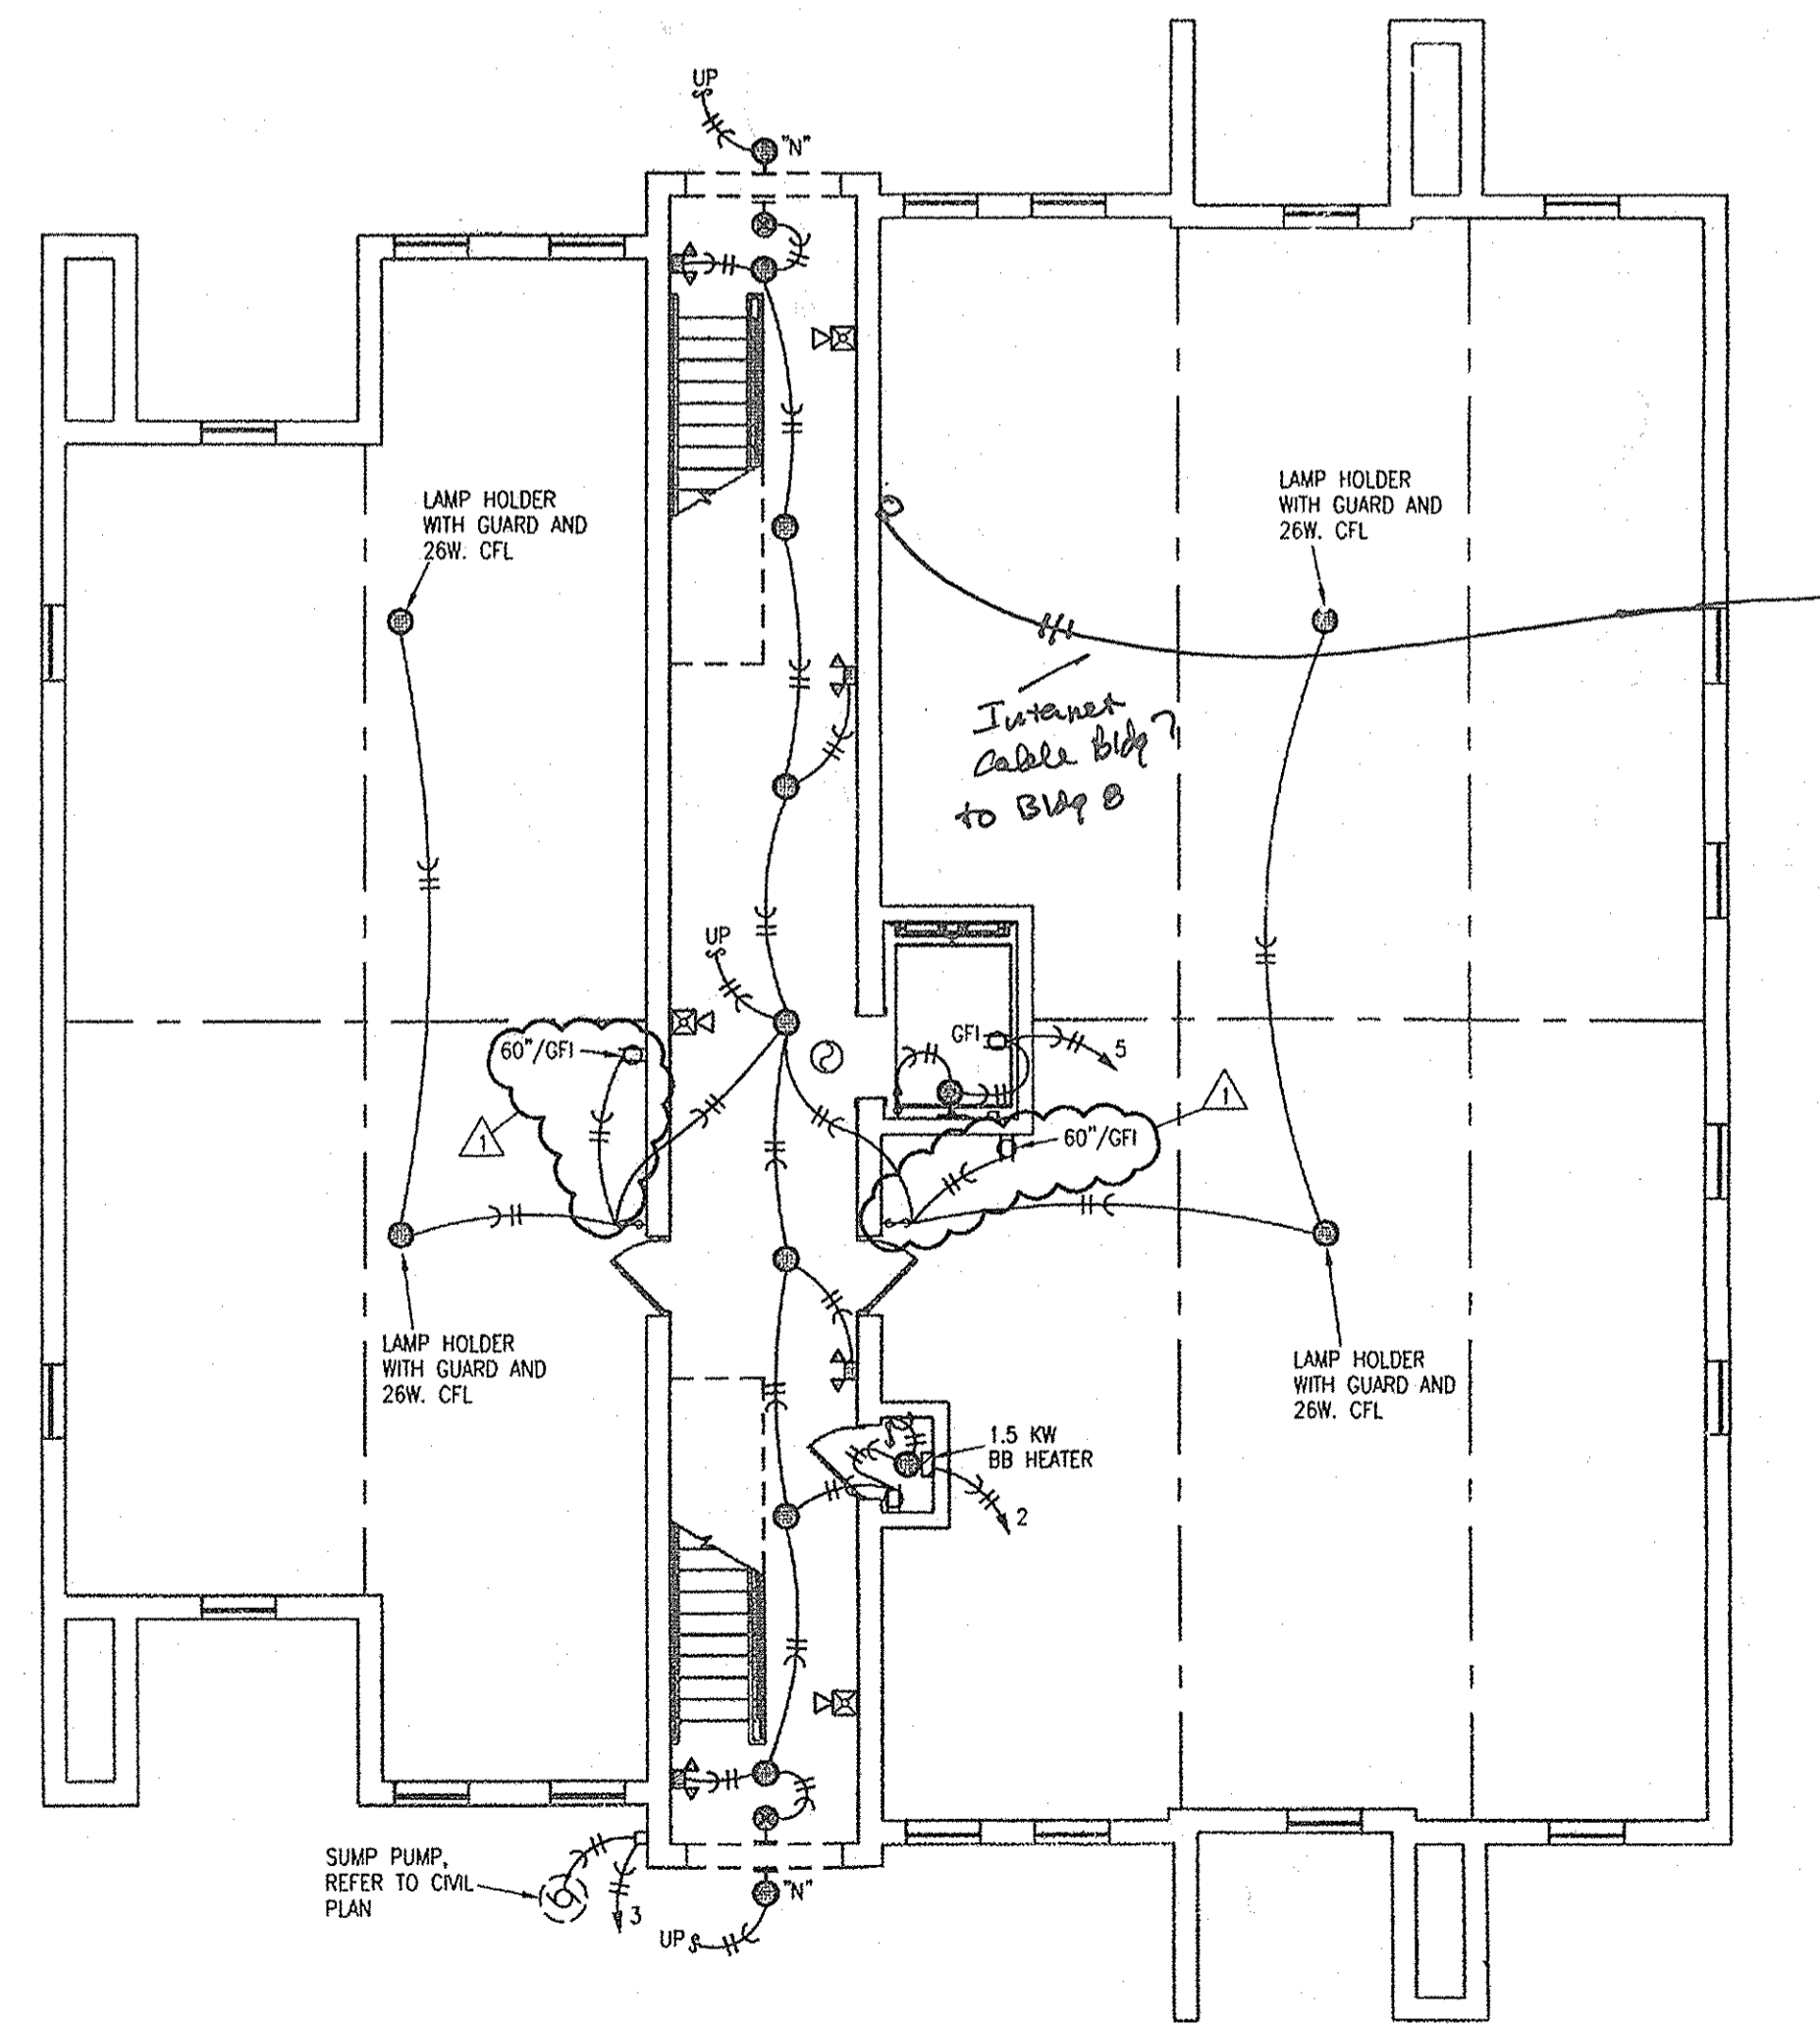 UP
"N"
LAMP HOLDER
WITH GUARD AND
26W. CFL
LAMP HOLDER
WITH GUARD AND
26W. CFL
Internet
Cable Bldg 7
to Bldg 8
UP
60"/GFI
GFI
5
1
1
60"/GFI
LAMP HOLDER
WITH GUARD AND
26W. CFL
LAMP HOLDER
WITH GUARD AND
26W. CFL
1.5 KW
BB HEATER
2
SUMP PUMP,
REFER TO CIVIL
PLAN
3
"N"
UP